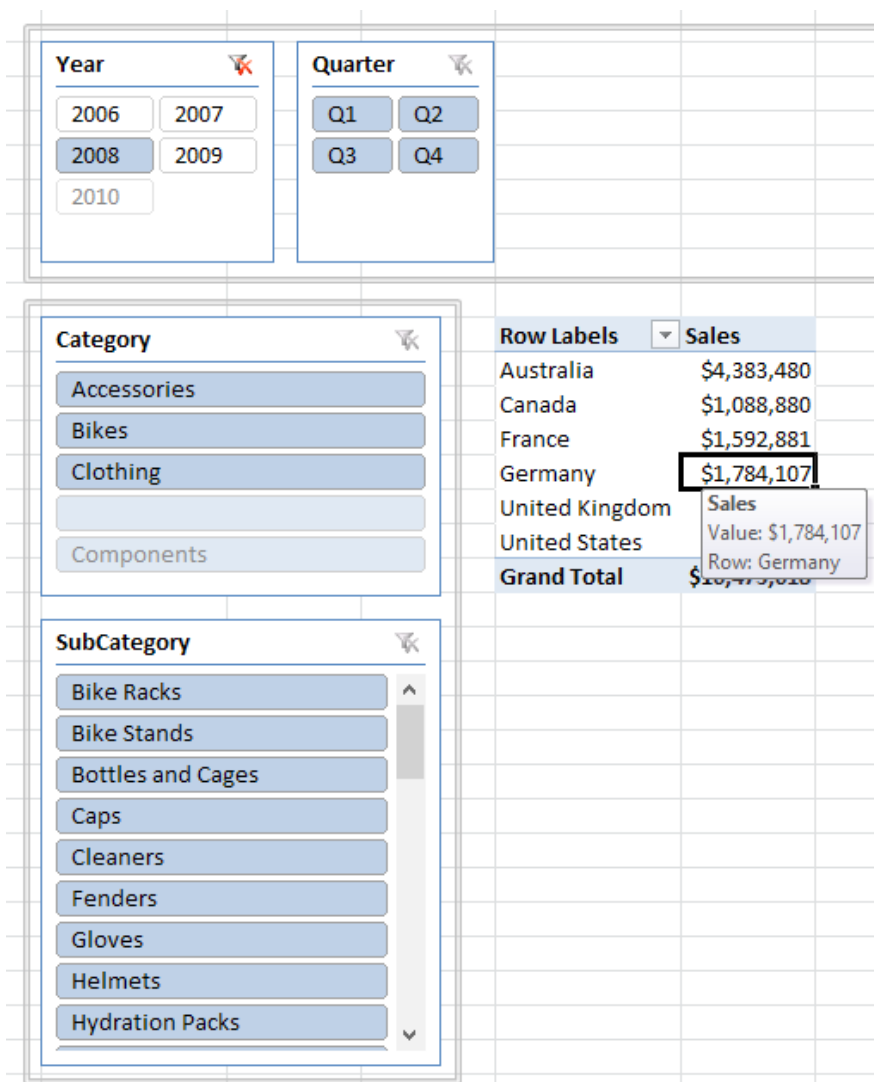 Year
Quarter
2006 2007
Q1 Q2
2008 2009
Q3 Q4
2010
Category
Accessories
Bikes
Clothing
Components
Row Labels Sales
Australia $4,383,480
Canada $1,088,880
France $1,592,881
Germany $1,784,107
United Kingdom
United States
Grand Total
Sales
Value: $1,784,107
Row: Germany
SubCategory
Bike Racks
Bike Stands
Bottles and Cages
Caps
Cleaners
Fenders
Gloves
Helmets
Hydration Packs